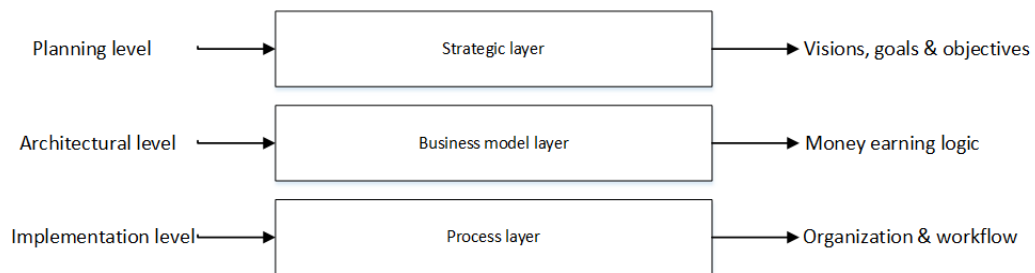 Planning level
Strategic layer
Visions, goals & objectives
Architectural level
Business model layer
Money earning logic
Implementation level
Process layer
Organization & workflow